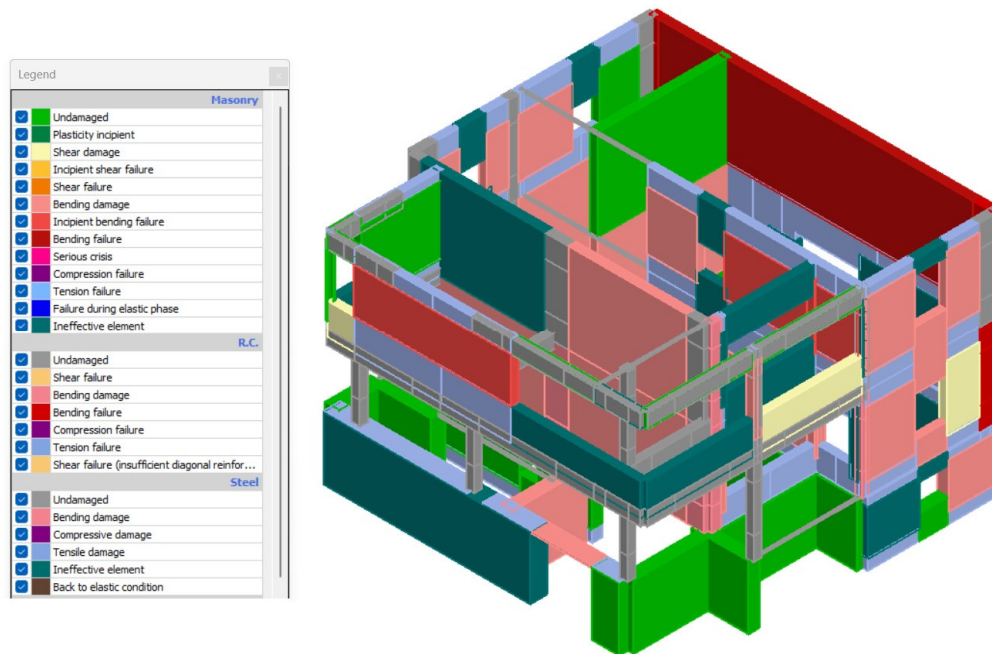 Legend
Masonry
Undamaged
Plasticity incipient
Shear damage
Incipient shear failure
Shear failure
Bending damage
Incipient bending failure
Bending failure
Serious crisis
Compression failure
Tension failure
Failure during elastic phase
Ineffective element
R.C.
Undamaged
Shear failure
Bending damage
Bending failure
Compression failure
Tension failure
Shear failure (insufficient diagonal reinfor...
Steel
Undamaged
Bending damage
Compressive damage
Tensile damage
Ineffective element
Back to elastic condition